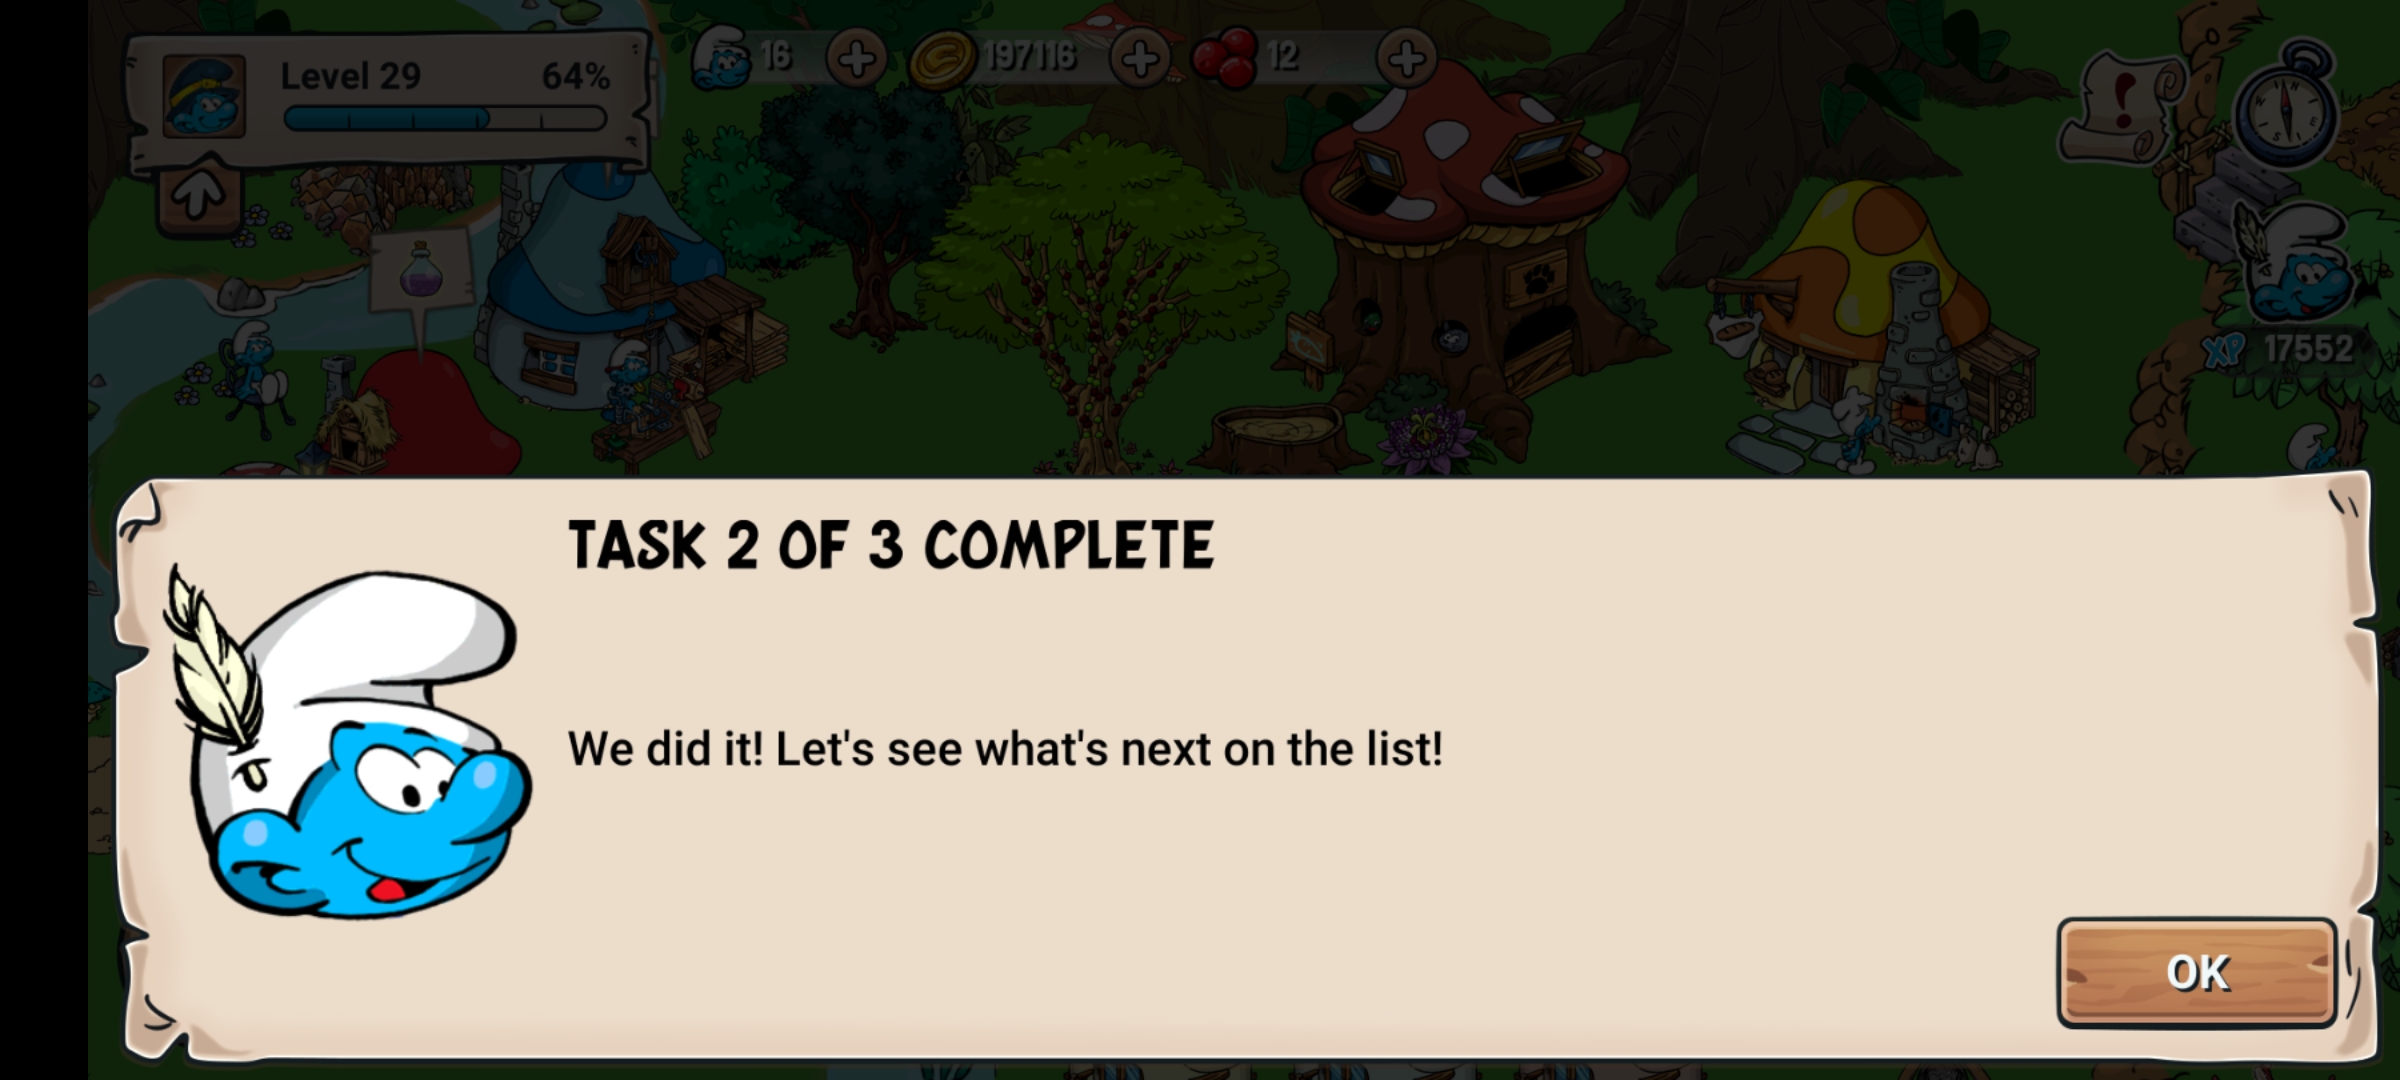 Level 29 64%
16
197116
12
XP 17552
TASK 2 OF 3 COMPLETE
We did it! Let's see what's next on the list!
OK